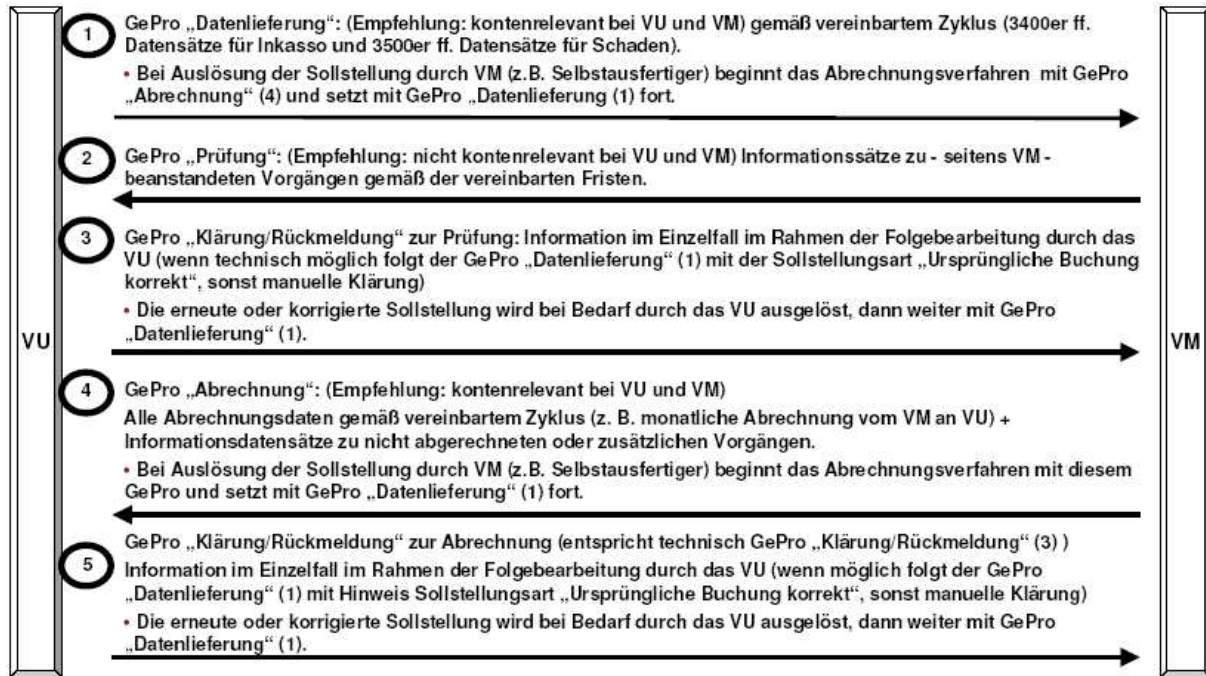 1
GePro „Datenlieferung“: (Empfehlung: kontenrelevant bei VU und VM) gemäß vereinbartem Zyklus (3400er ff.
Datensätze für Inkasso und 3500er ff. Datensätze für Schaden).
• Bei Auslösung der Sollstellung durch VM (z.B. Selbstausfertiger) beginnt das Abrechnungsverfahren mit GePro
„Abrechnung“ (4) und setzt mit GePro „Datenlieferung (1) fort.
2
GePro „Prüfung“: (Empfehlung: nicht kontenrelevant bei VU und VM) Informationssätze zu - seitens VM -
beanstandeten Vorgängen gemäß der vereinbarten Fristen.
3
GePro „Klärung/Rückmeldung“ zur Prüfung: Information im Einzelfall im Rahmen der Folgebearbeitung durch das
VU (wenn technisch möglich folgt der GePro „Datenlieferung“ (1) mit der Sollstellungsart „Ursprüngliche Buchung
korrekt“, sonst manuelle Klärung)
• Die erneute oder korrigierte Sollstellung wird bei Bedarf durch das VU ausgelöst, dann weiter mit GePro
„Datenlieferung“ (1).
VU
VM
4
GePro „Abrechnung“: (Empfehlung: kontenrelevant bei VU und VM)
Alle Abrechnungsdaten gemäß vereinbartem Zyklus (z. B. monatliche Abrechnung vom VM an VU) +
Informationsdatensätze zu nicht abgerechneten oder zusätzlichen Vorgängen.
• Bei Auslösung der Sollstellung durch VM (z.B. Selbstausfertiger) beginnt das Abrechnungsverfahren mit diesem
GePro und setzt mit GePro „Datenlieferung“ (1) fort.
5
GePro „Klärung/Rückmeldung“ zur Abrechnung (entspricht technisch GePro „Klärung/Rückmeldung“ (3) )
Information im Einzelfall im Rahmen der Folgebearbeitung durch das VU (wenn möglich folgt der GePro
„Datenlieferung“ (1) mit Hinweis Sollstellungsart „Ursprüngliche Buchung korrekt“, sonst manuelle Klärung)
• Die erneute oder korrigierte Sollstellung wird bei Bedarf durch das VU ausgelöst, dann weiter mit GePro
„Datenlieferung“ (1).